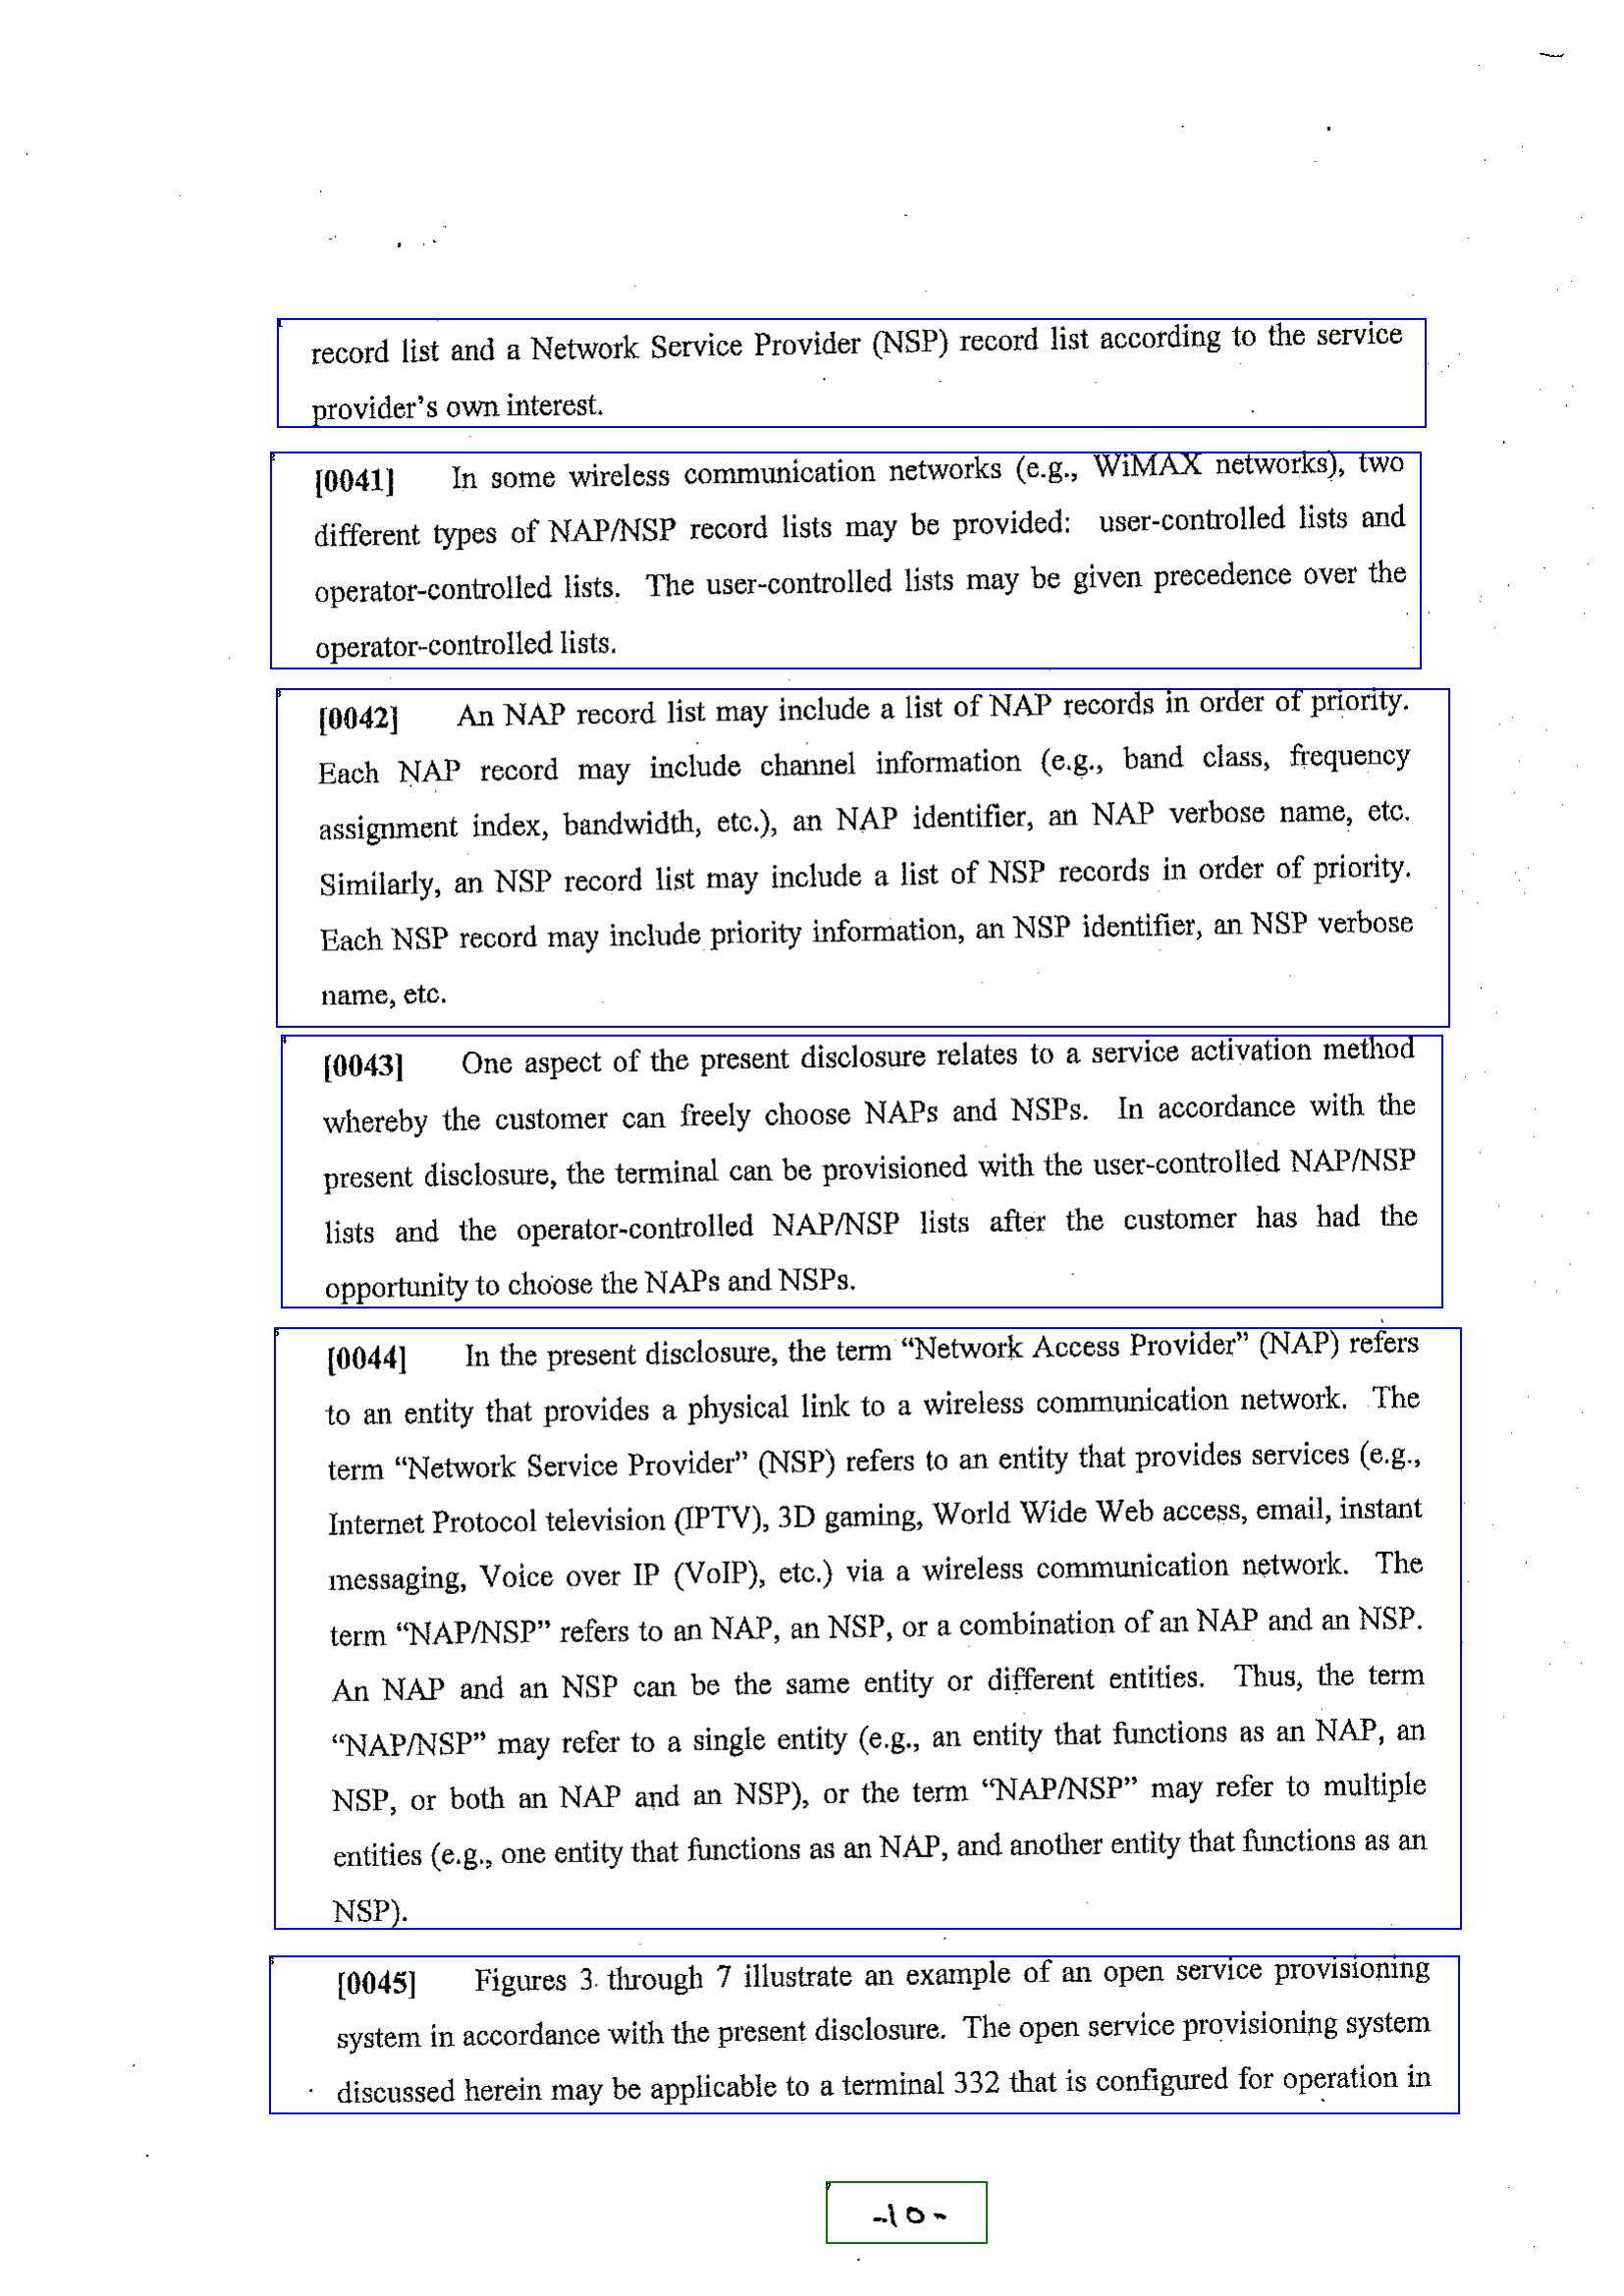 record list and a Network Service Provider (NSP) record list according to the service
provider's own interest.
[0041] In some wireless communication networks (e.g., WiMAX networks), two
different types of NAP/NSP record lists may be provided: user-controlled lists and
operator-controlled lists. The user-controlled lists may be given precedence over the
operator-controlled lists.
[0042] An NAP record list may include a list of NAP records in order of priority.
Each NAP record may include channel information (e.g., band class, frequency
assignment index, bandwidth, etc.), an NAP identifier, an NAP verbose name, etc.
Similarly, an NSP record list may include a list of NSP records in order of priority.
Each NSP record may include priority information, an NSP identifier, an NSP verbose
name, etc.
[0043] One aspect of the present disclosure relates to a service activation method
whereby the customer can freely choose NAPs and NSPs. In accordance with the
present disclosure, the terminal can be provisioned with the user-controlled NAP/NSP
lists and the operator-controlled NAP/NSP lists after the customer has had the
opportunity to choose the NAPs and NSPs.
[0044] In the present disclosure, the term “Network Access Provider” (NAP) refers
to an entity that provides a physical link to a wireless communication network. The
term “Network Service Provider” (NSP) refers to an entity that provides services (e.g.,
Internet Protocol television (IPTV), 3D gaming, World Wide Web access, email, instant
messaging, Voice over IP (VoIP), etc.) via a wireless communication network. The
term “NAP/NSP” refers to an NAP, an NSP, or a combination of an NAP and an NSP.
An NAP and an NSP can be the same entity or different entities. Thus, the term
“NAP/NSP” may refer to a single entity (e.g., an entity that functions as an NAP, an
NSP, or both an NAP and an NSP), or the term “NAP/NSP” may refer to multiple
entities (e.g., one entity that functions as an NAP, and another entity that functions as an
NSP).
[0045] Figures 3 through 7 illustrate an example of an open service provisioning
system in accordance with the present disclosure. The open service provisioning system
discussed herein may be applicable to a terminal 332 that is configured for operation in
-10-